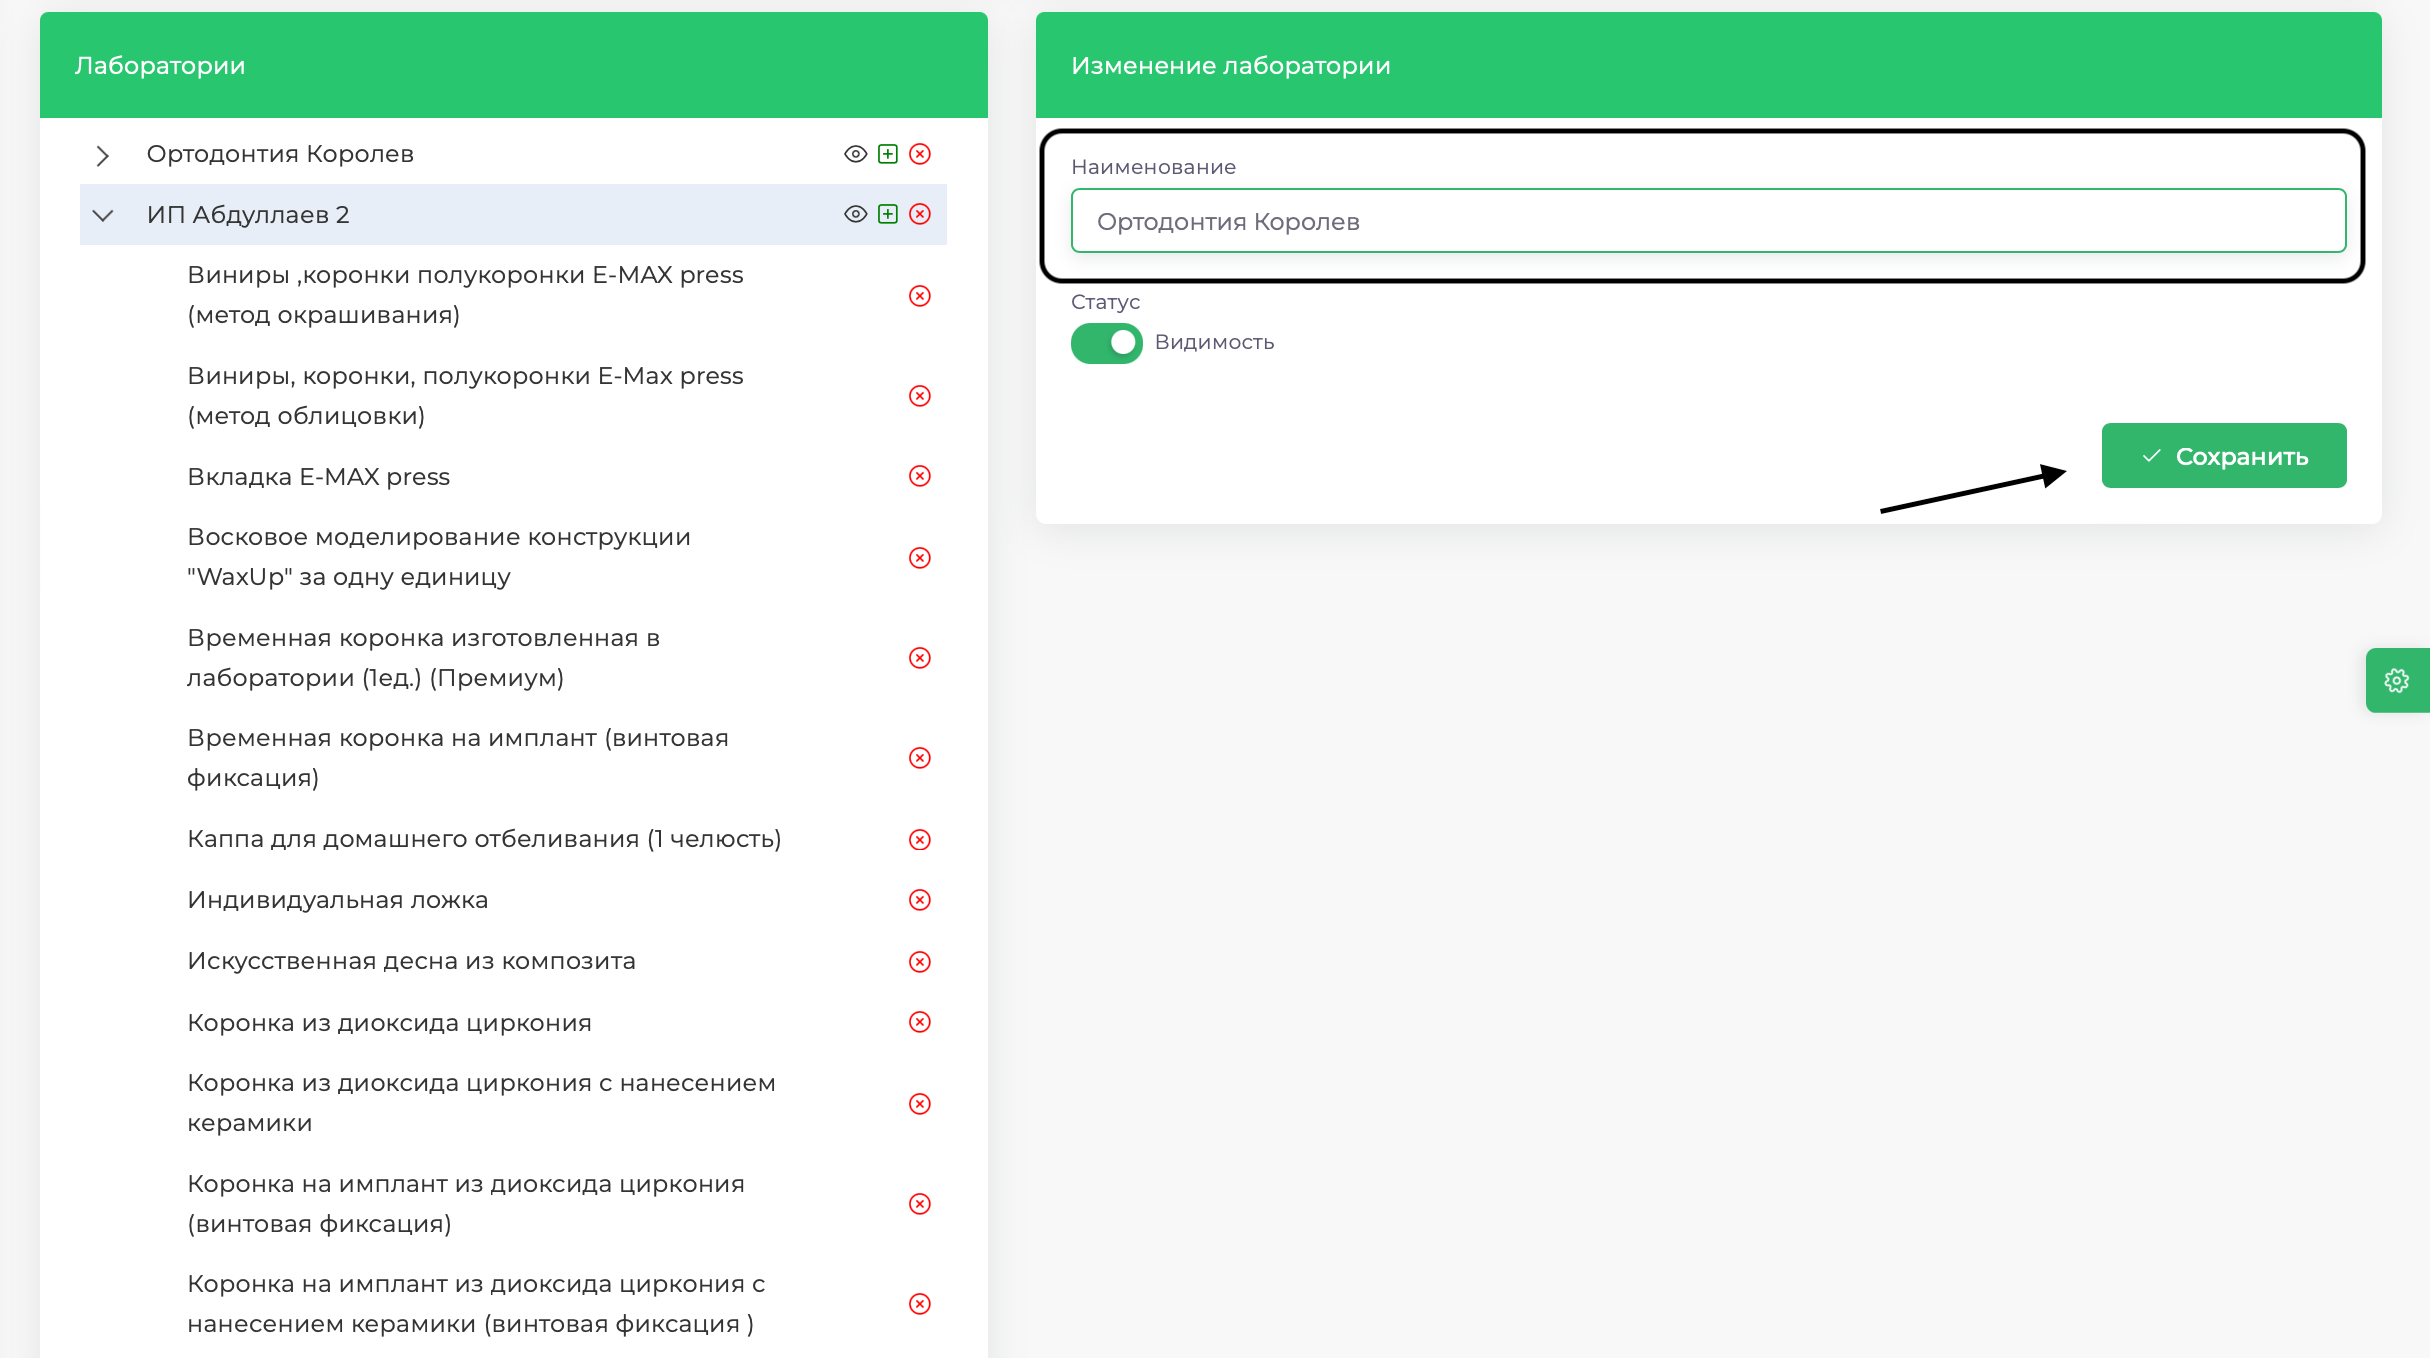 Лаборатории
Ортодонтия Королев
ИП Абдуллаев 2
Виниры ,коронки полукоронки E-MAX press
(метод окрашивания)
Виниры, коронки, полукоронки E-Max press
(метод облицовки)
Вкладка E-MAX press
Восковое моделирование конструкции
"WaxUp" за одну единицу
Временная коронка изготовленная в
лаборатории (1ед.) (Премиум)
Временная коронка на имплант (винтовая
фиксация)
Каппа для домашнего отбеливания (1 челюсть)
Индивидуальная ложка
Искусственная десна из композита
Коронка из диоксида циркония
Коронка из диоксида циркония с нанесением
керамики
Коронка на имплант из диоксида циркония
(винтовая фиксация)
Коронка на имплант из диоксида циркония с
нанесением керамики (винтовая фиксация )
Изменение лаборатории
Наименование
Ортодонтия Королев
Статус
Видимость
Сохранить